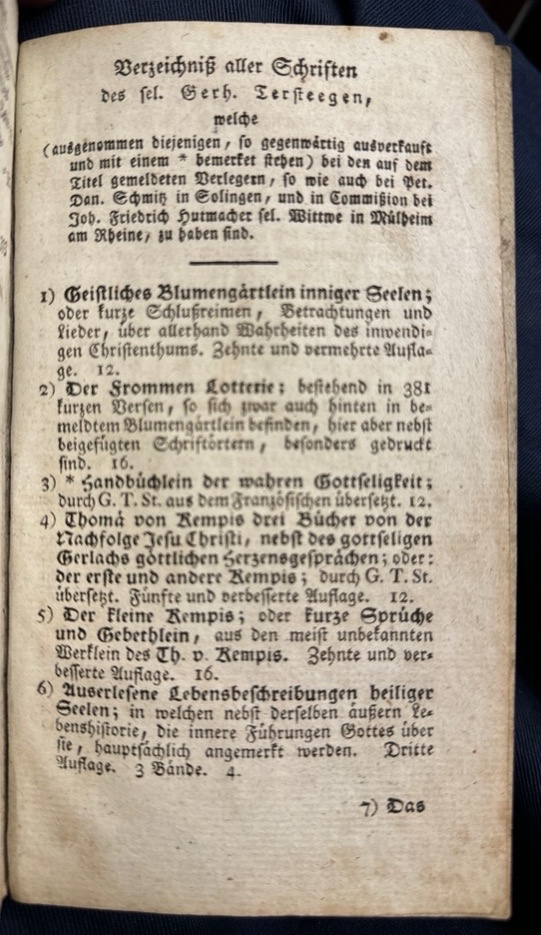 Verzeichniß aller Schriften
des sel. Gerh. Tersteegen,
welche
(ausgenommen diejenigen, so gegenwärtig ausverkauft
und mit einem * bemerket stehen) bei den auf dem
Titel gemeldeten Verlegern, so wie auch bei Pet.
Dan. Schmitz in Solingen, und in Commißion bei
Joh. Friedrich Hutmacher sel. Wittwe in Mülheim
am Rheine, zu haben sind.
1) Geistliches Blumengärtlein inniger Seelen;
oder kurze Schlußreimen, Betrachtungen und
Lieder, über allerhand Wahrheiten des inwendi-
gen Christenthums. Zehnte und vermehrte Aufla-
ge. 12.
2) Der Frommen Lotterie; bestehend in 381
kurzen Versen, so sich zwar auch hinten in be-
meldtem Blumengärtlein befinden, hier aber nebst
beigefügten Schriftörtern, besonders gedruckt
sind. 16.
3) * Handbüchlein der wahren Gottseligkeit;
durch G. T. St. aus dem Französischen übersetzt. 12.
4) Thomä von Kempis drei Bücher von der
Nachfolge Jesu Christi, nebst des gottseligen
Gerlachs göttlichen Herzensgesprächen; oder:
der erste und andere Kempis; durch G. T. St.
übersetzt. Fünfte und verbesserte Auflage. 12.
5) Der kleine Kempis; oder kurze Sprüche
und Gebethlein, aus den meist unbekannten
Werklein des Th. v. Kempis. Zehnte und ver-
besserte Auflage. 16.
6) Auserlesene Lebensbeschreibungen heiliger
Seelen; in welchen nebst derselben äußern Le-
benshistorie, die innere Führungen Gottes über
sie, hauptsächlich angemerkt werden. Dritte
Auflage. 3 Bände. 4.
7) Das